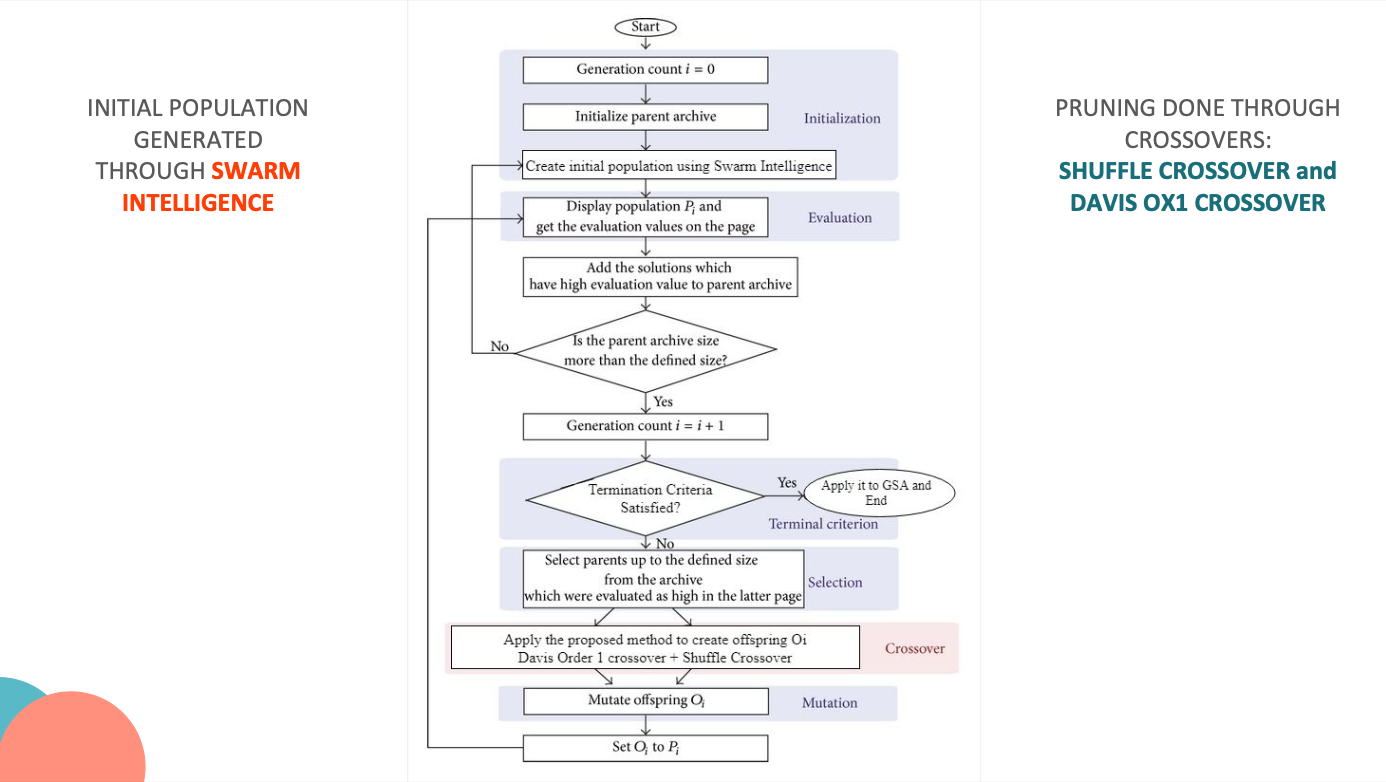 INITIAL POPULATION
GENERATED
THROUGH SWARM
INTELLIGENCE
Start
Generation count i = 0
Initialize parent archive
Initialization
Create initial population using Swarm Intelligence
Display population Pi and
get the evaluation values on the page
Evaluation
Add the solutions which
have high evaluation value to parent archive
Is the parent archive size
more than the defined size?
No
Yes
Generation count i = i + 1
Termination Criteria
Satisfied?
Yes
Apply it to GSA and
End
Terminal criterion
No
Select parents up to the defined size
from the archive
which were evaluated as high in the latter page
Selection
Apply the proposed method to create offspring Oi
Davis Order 1 crossover + Shuffle Crossover
Crossover
Mutate offspring Oi
Mutation
Set Oi to Pi
PRUNING DONE THROUGH
CROSSOVERS:
SHUFFLE CROSSOVER and
DAVIS OX1 CROSSOVER